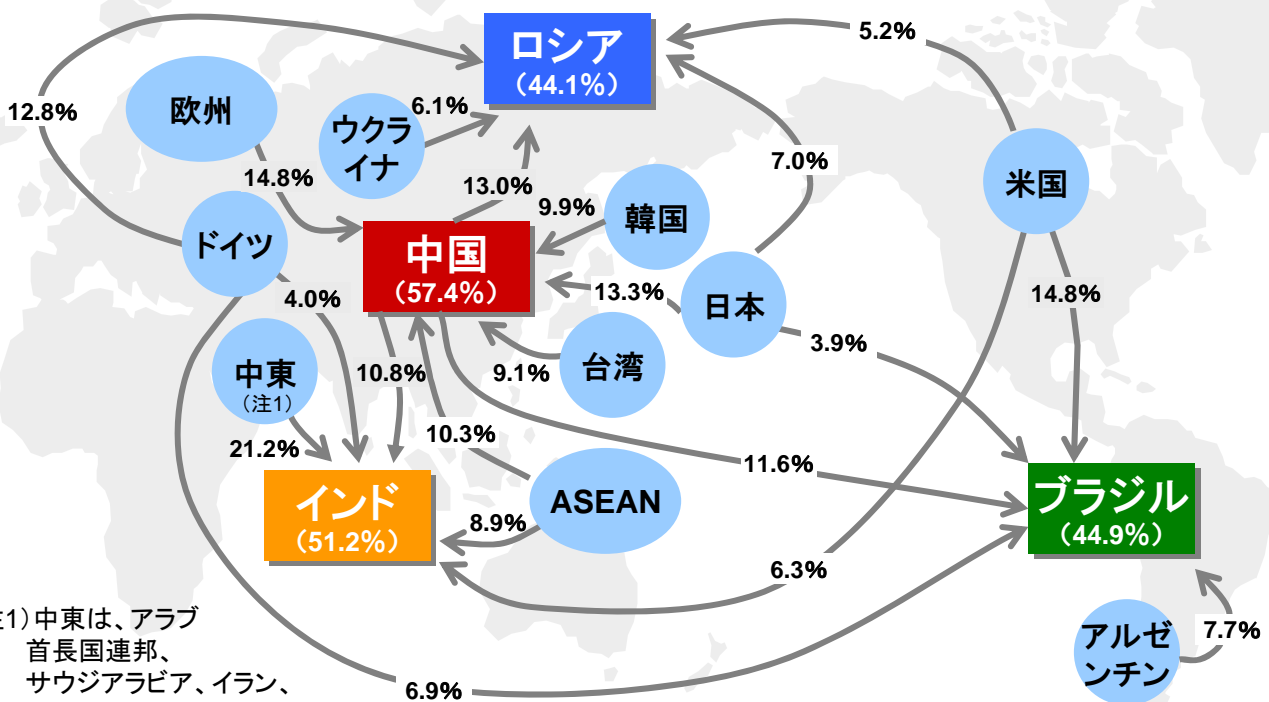 ロシア
(44.1%)
5.2%
12.8%
欧州
ウクラ
イナ
6.1%
14.8%
13.0%
7.0%
米国
9.9%
韓国
ドイツ
中国
(57.4%)
4.0%
13.3%
日本
14.8%
中東
(注1)
10.8%
9.1%
台湾
3.9%
21.2%
10.3%
11.6%
インド
(51.2%)
8.9%
ASEAN
ブラジル
(44.9%)
6.3%
注1)中東は、アラブ
首長国連邦、
サウジアラビア、イラン、
6.9%
アルゼ
ンチン
7.7%